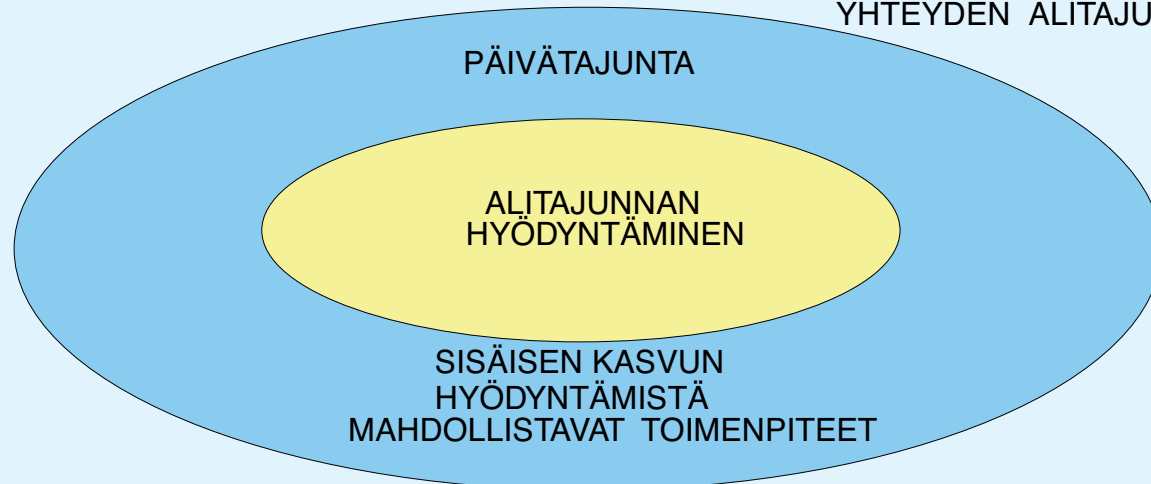 YHTEYDEN ALITAJU
PÄIVÄTAJUNTA
ALITAJUNNAN
HYÖDYNTÄMINEN
SISÄISEN KASVUN
HYÖDYNTÄMISTÄ
MAHDOLLISTAVAT TOIMENPITEET